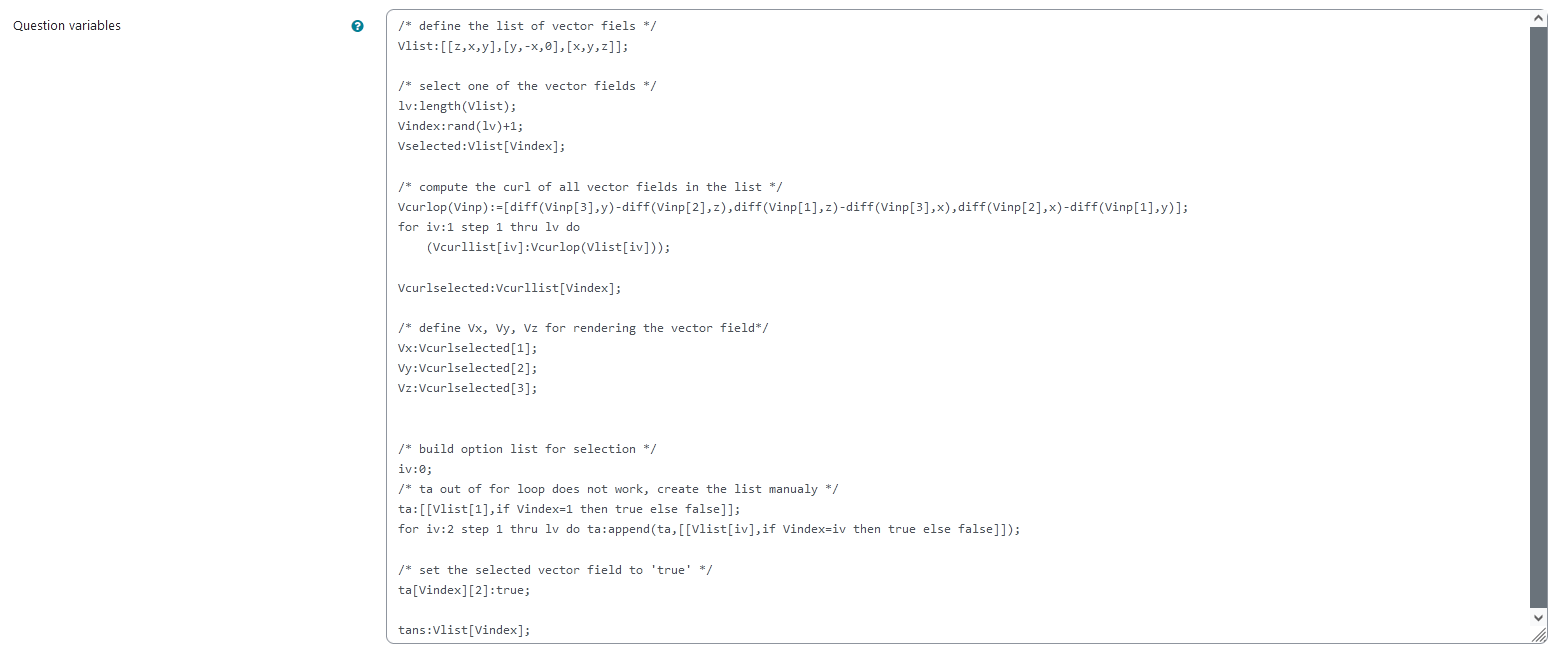 Question variables
/* define the list of vector fiels */
Vlist:[[z,x,y],[y,-x,0],[x,y,z]];
/* select one of the vector fields */
lv:length(Vlist);
Vindex:rand(lv)+1;
Vselected:Vlist[Vindex];
/* compute the curl of all vector fields in the list */
Vcurlop(Vinp):=[diff(Vinp[3],y)-diff(Vinp[2],z),diff(Vinp[1],z)-diff(Vinp[3],x),diff(Vinp[2],x)-diff(Vinp[1],y)];
for iv:1 step 1 thru lv do
    (Vcurllist[iv]:Vcurlop(Vlist[iv]));
Vcurlselected:Vcurllist[Vindex];
/* define Vx, Vy, Vz for rendering the vector field*/
Vx:Vcurlselected[1];
Vy:Vcurlselected[2];
Vz:Vcurlselected[3];
/* build option list for selection */
iv:0;
/* ta out of for loop does not work, create the list manualy */
ta:[[Vlist[1],if Vindex=1 then true else false]];
for iv:2 step 1 thru lv do ta:append(ta,[[Vlist[iv],if Vindex=iv then true else false]]);
/* set the selected vector field to 'true' */
ta[Vindex][2]:true;
tans:Vlist[Vindex];